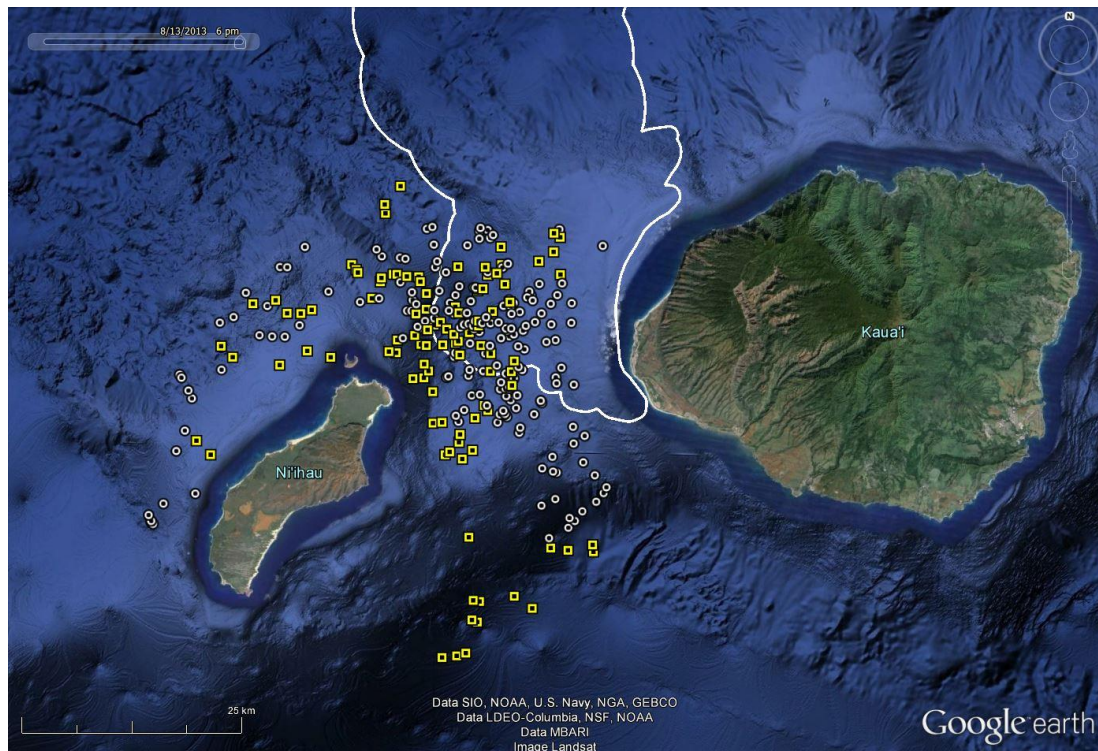 8/13/2013 6 pm
N
Kaua'i
Ni'ihau
25 km
Data SIO, NOAA, U.S. Navy, NGA, GEBCO
Data LDEO-Columbia, NSF, NOAA
Data MBARI
Image Landsat
Google earth